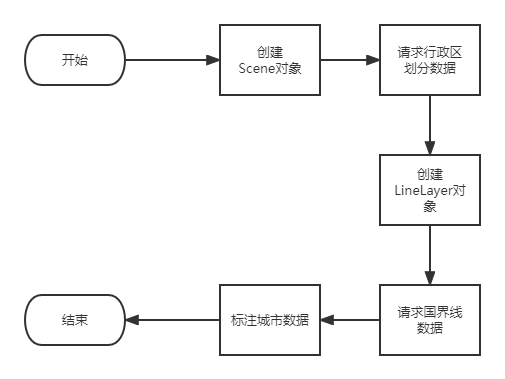 开始
创建
Scene对象
请求行政区
划分数据
创建
LineLayer对
象
请求国界线
数据
标注城市数据
结束